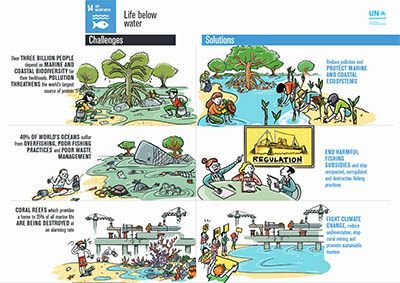 14 LIFE BELOW WATER
Life below
water
UN
Challenges
Solutions
Over THREE BILLION PEOPLE
depend on MARINE AND
COASTAL BIODIVERSITY for
their livelihoods. POLLUTION
THREATENS the world's largest
source of protein
Reduce pollution and
PROTECT MARINE
AND COASTAL
ECOSYSTEMS
40% OF WORLD'S OCEANS suffer
from OVERFISHING, POOR FISHING
PRACTICES and POOR WASTE
MANAGEMENT
REGULATION
END HARMFUL
FISHING
SUBSIDIES and stop
unreported, unregulated
and destructive fishing
practices
CORAL REEFS which provides
a home to 25% of all marine life
ARE BEING DESTROYED at
an alarming rate
FIGHT CLIMATE
CHANGE, reduce
sedimentation, stop
coral mining and
promote sustainable
tourism